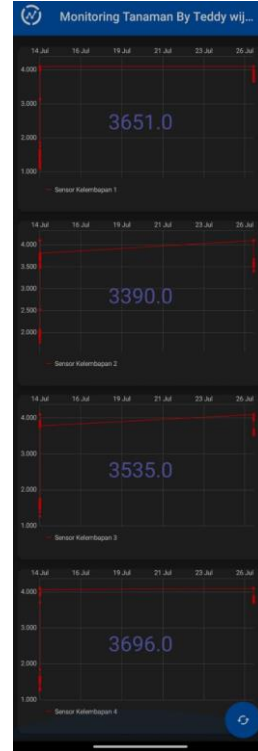 Monitoring Tanaman By Teddy wij...
14 Jul 16 Jul 19 Jul 21 Jul 23 Jul 26 Jul
4.000
3.000
3651.0
2.000
1.000
Sensor Kelembapan 1
14 Jul 16 Jul 19 Jul 21 Jul 23 Jul 26 Jul
4.000
3.500
3.000
3390.0
2.500
2.000
Sensor Kelembapan 2
14 Jul 16 Jul 19 Jul 21 Jul 23 Jul 26 Jul
4.000
3.000
3535.0
2.000
1.000
Sensor Kelembapan 3
14 Jul 16 Jul 19 Jul 21 Jul 23 Jul 26 Jul
4.000
3.000
3696.0
2.000
1.000
Sensor Kelembapan 4